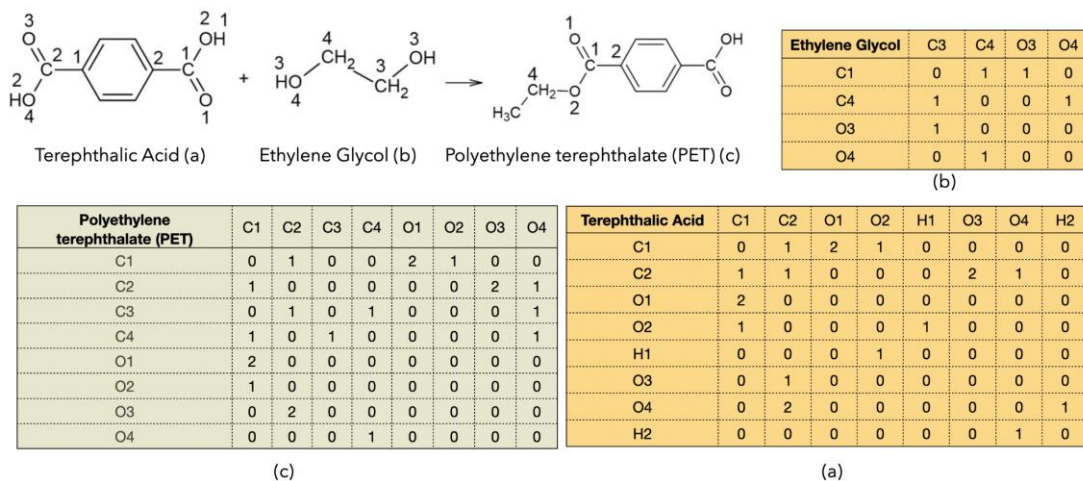 3
O
2
OH
1
2
1
2
1
2
HO
4
O
1
+
4
CH2
3
OH
3
HO
4
3
CH2
1
O
1
2
4
CH2
O
2
H3C
OH
O
Terephthalic Acid (a)
Ethylene Glycol (b)
Polyethylene terephthalate (PET) (c)
Ethylene Glycol C3 C4 O3 O4
C1 0 1 1 0
C4 1 0 0 1
O3 1 0 0 0
O4 0 1 0 0
(b)
Polyethylene terephthalate (PET) C1 C2 C3 C4 O1 O2 O3 O4
C1 0 1 0 0 2 1 0 0
C2 1 0 0 0 0 0 2 1
C3 0 1 0 1 0 0 0 1
C4 1 0 1 0 0 0 0 1
O1 2 0 0 0 0 0 0 0
O2 1 0 0 0 0 0 0 0
O3 0 2 0 0 0 0 0 0
O4 0 0 0 1 0 0 0 0
(c)
Terephthalic Acid C1 C2 O1 O2 H1 O3 O4 H2
C1 0 1 2 1 0 0 0 0
C2 1 1 0 0 0 2 1 0
O1 2 0 0 0 0 0 0 0
O2 1 0 0 0 1 0 0 0
H1 0 0 0 1 0 0 0 0
O3 0 1 0 0 0 0 0 0
O4 0 2 0 0 0 0 0 1
H2 0 0 0 0 0 0 1 0
(a)